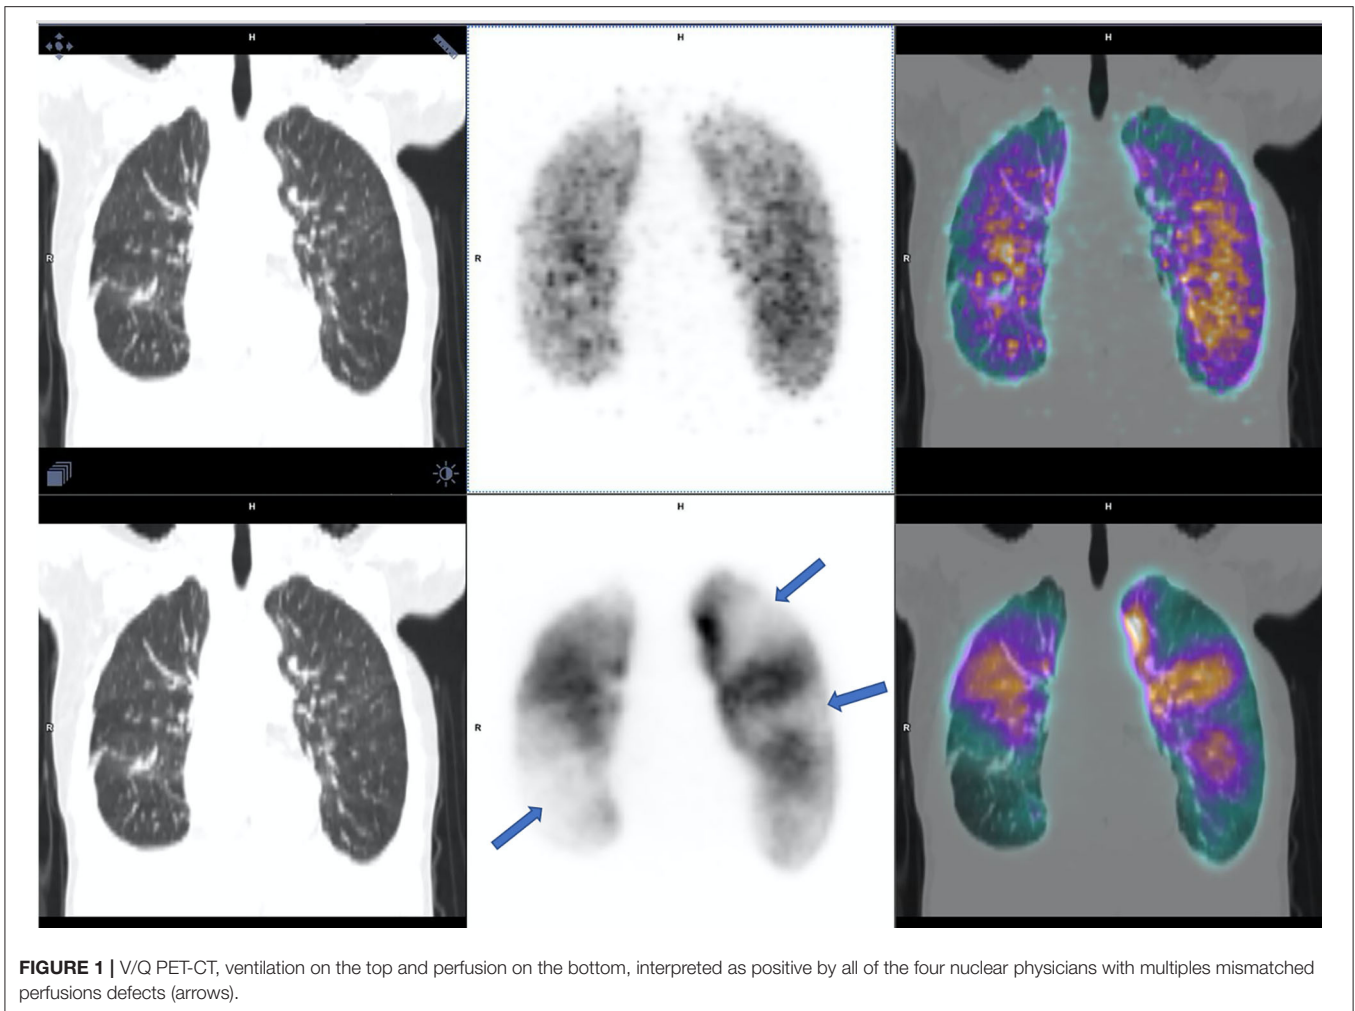 H
H
H
R
R
R
H
H
H
R
R
R
FIGURE 1 | V/Q PET-CT, ventilation on the top and perfusion on the bottom, interpreted as positive by all of the four nuclear physicians with multiples mismatched
perfusions defects (arrows).